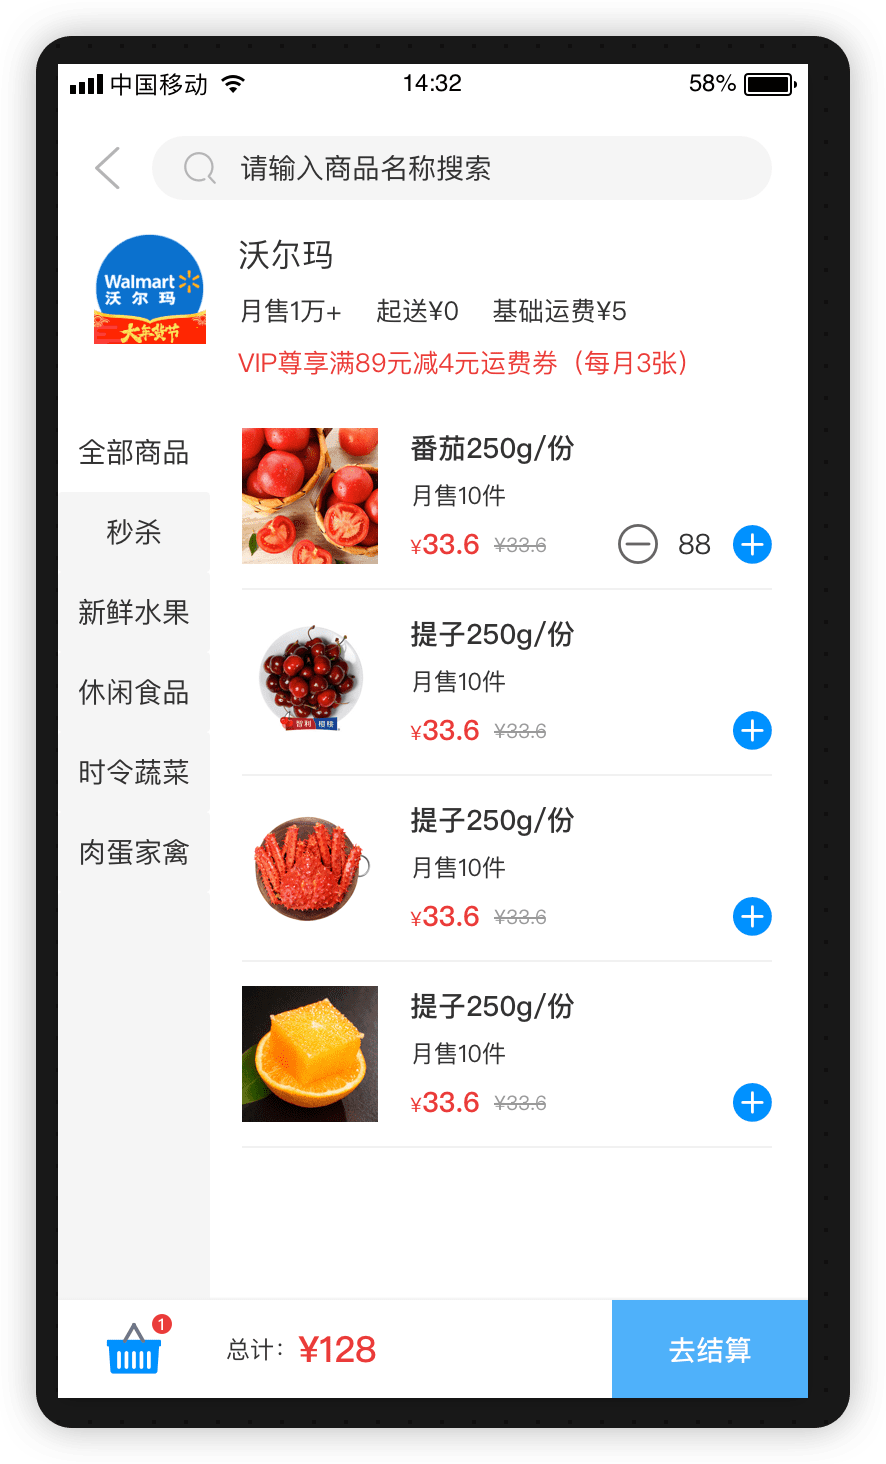 中国移动 14:32 58%
请输入商品名称搜索
Walmart
沃尔玛
大年货节
沃尔玛
月售1万+ 起送¥0 基础运费¥5
VIP尊享满89元减4元运费券（每月3张）
全部商品
秒杀
新鲜水果
休闲食品
时令蔬菜
肉蛋家禽
番茄250g/份
月售10件
¥33.6 ¥33.6 88
智利 樱桃
提子250g/份
月售10件
¥33.6 ¥33.6
提子250g/份
月售10件
¥33.6 ¥33.6
提子250g/份
月售10件
¥33.6 ¥33.6
1
总计：¥128
去结算